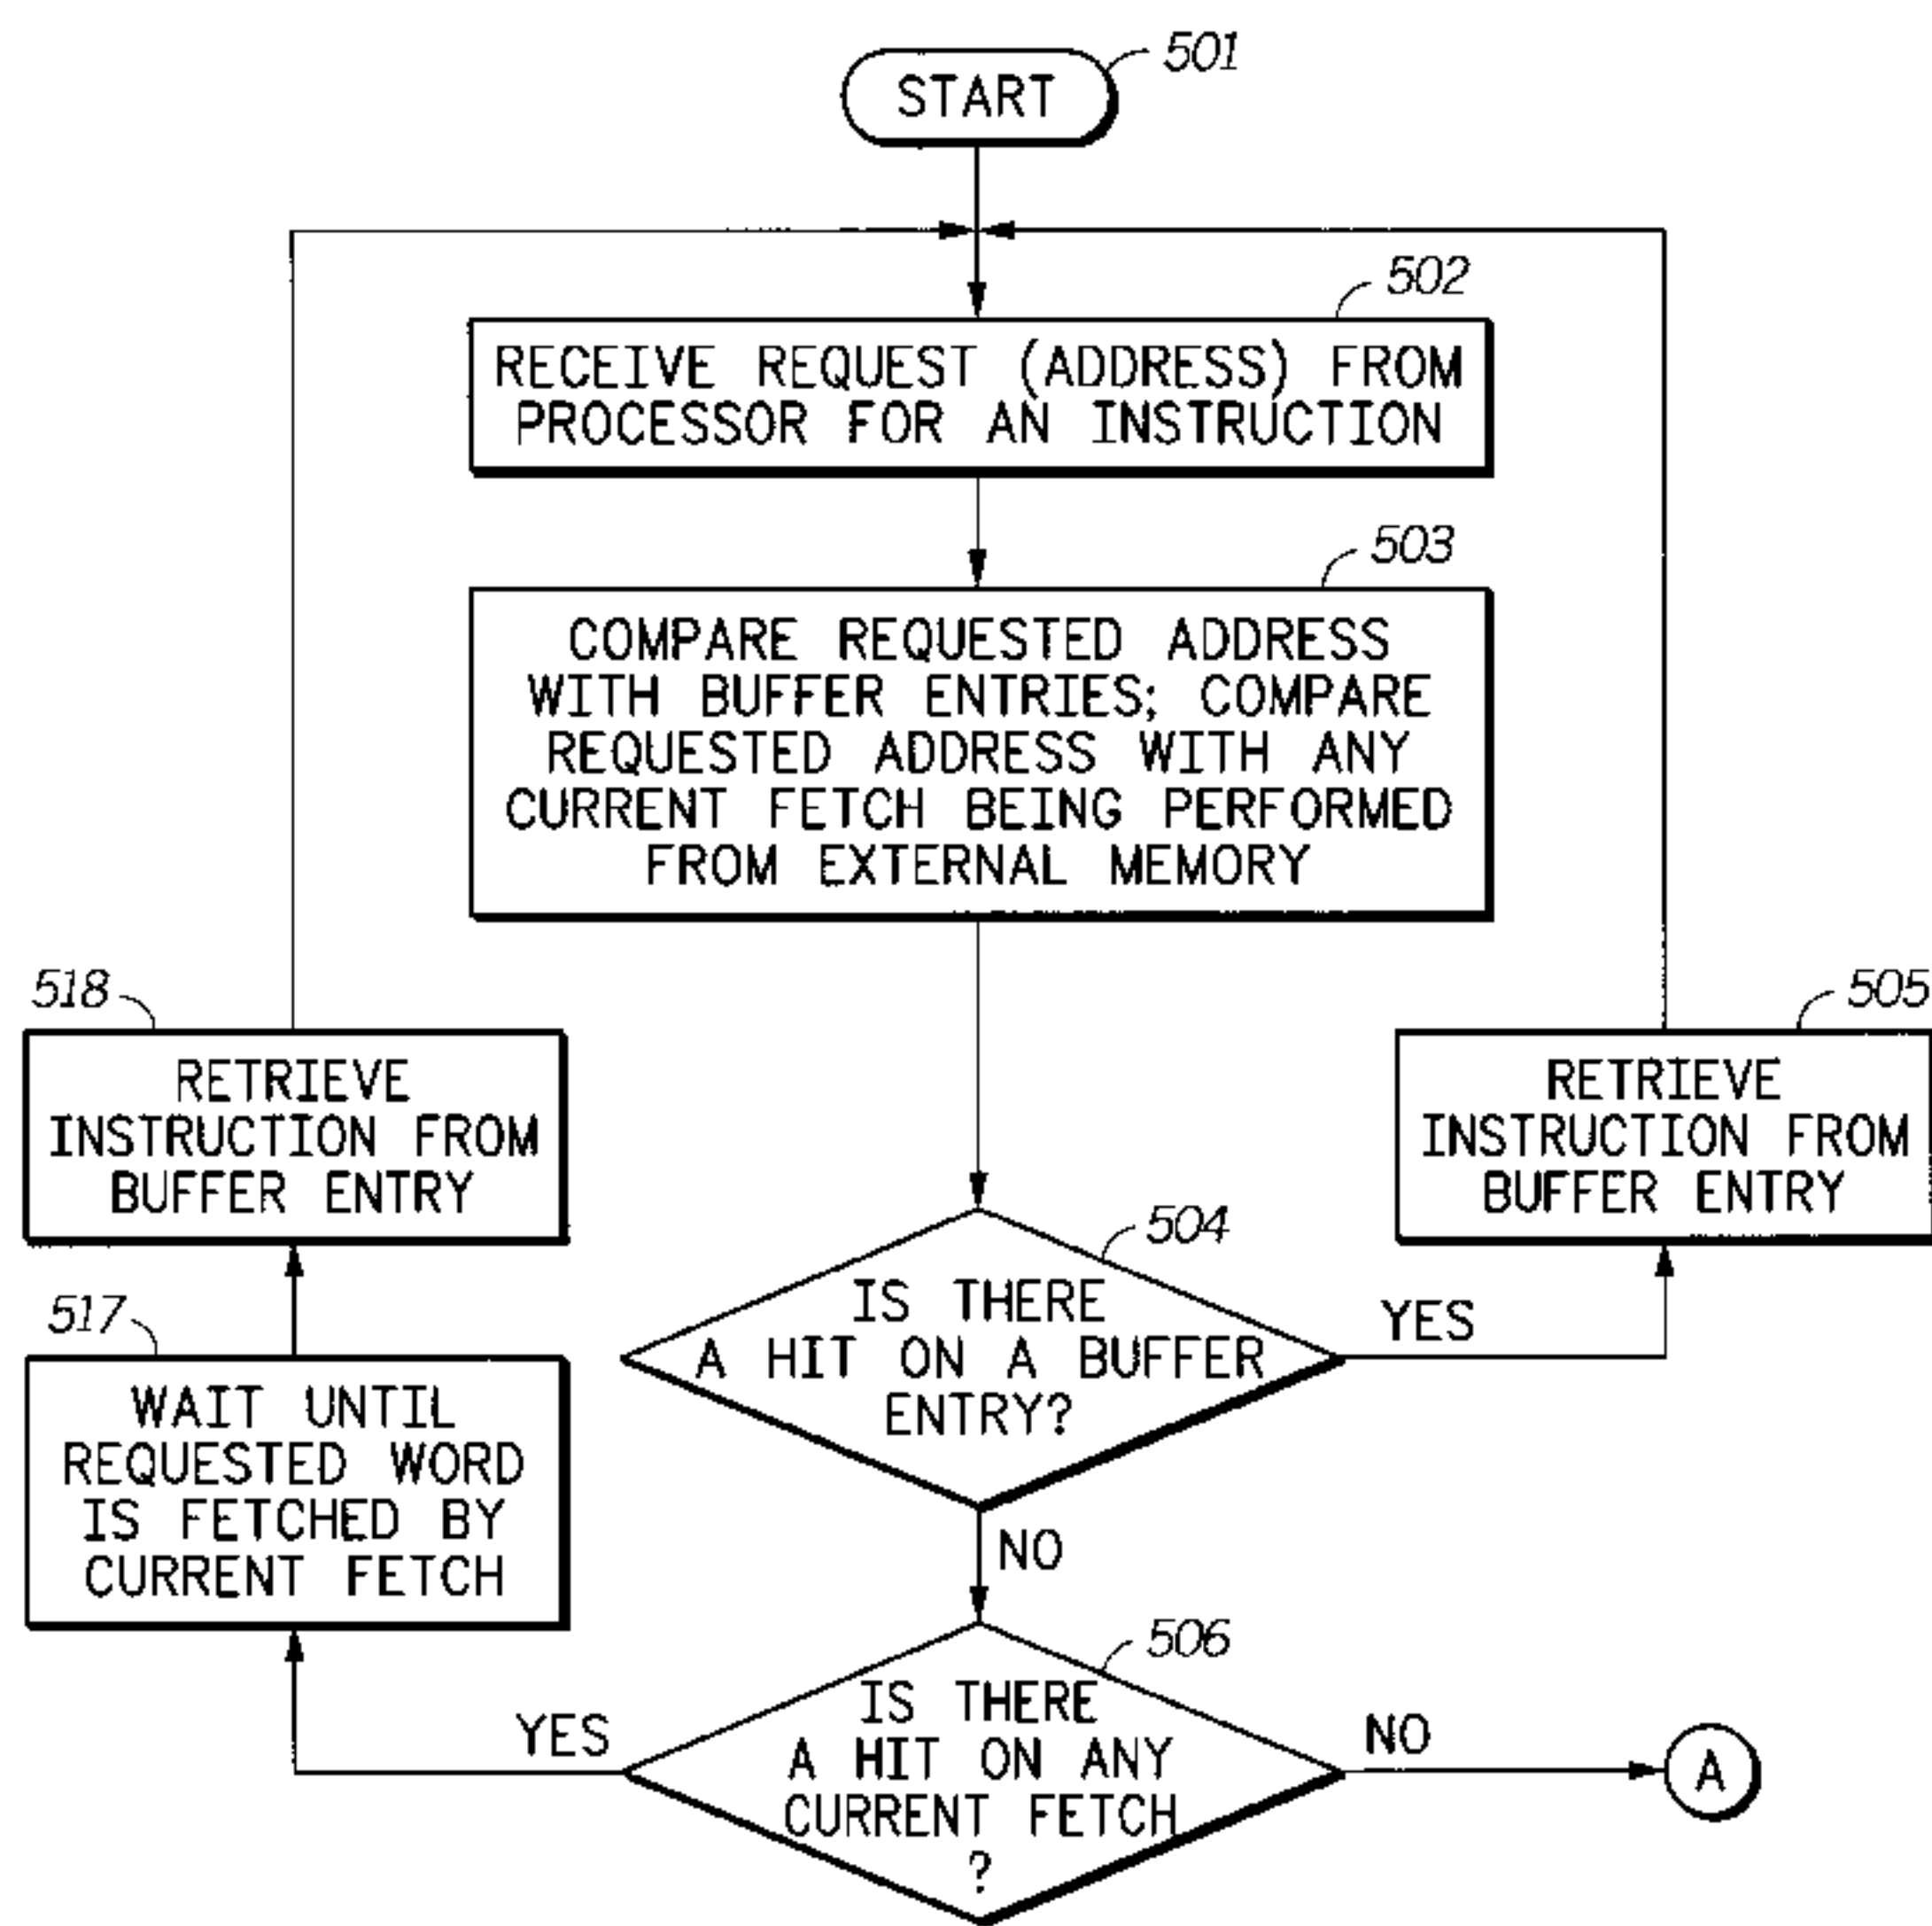 501
START
502
RECEIVE REQUEST (ADDRESS) FROM
PROCESSOR FOR AN INSTRUCTION
503
COMPARE REQUESTED ADDRESS
WITH BUFFER ENTRIES; COMPARE
REQUESTED ADDRESS WITH ANY
CURRENT FETCH BEING PERFORMED
FROM EXTERNAL MEMORY
518
RETRIEVE
INSTRUCTION FROM
BUFFER ENTRY
505
RETRIEVE
INSTRUCTION FROM
BUFFER ENTRY
504
IS THERE
A HIT ON A BUFFER
ENTRY?
YES
NO
517
WAIT UNTIL
REQUESTED WORD
IS FETCHED BY
CURRENT FETCH
506
IS THERE
A HIT ON ANY
CURRENT FETCH
?
YES
NO
A